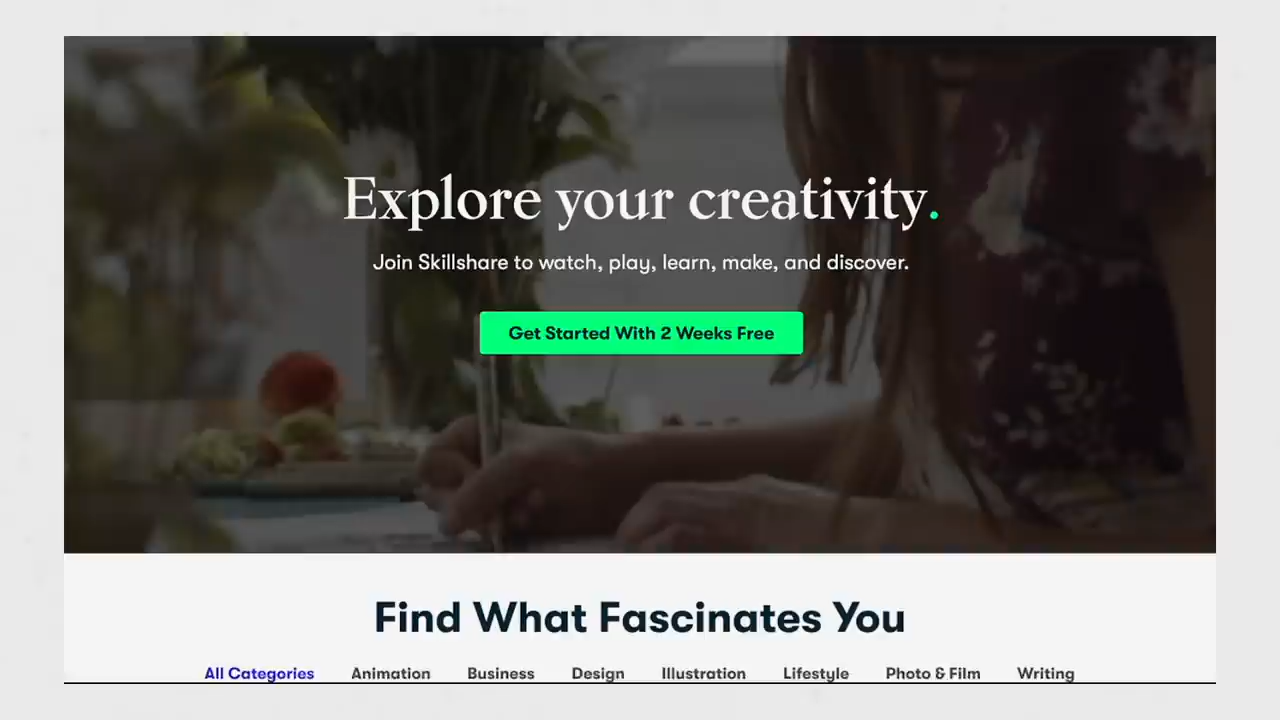 Explore your creativity.
Join Skillshare to watch, play, learn, make, and discover.
Get Started With 2 Weeks Free
Find What Fascinates You
All Categories Animation Business Design Illustration Lifestyle Photo & Film Writing